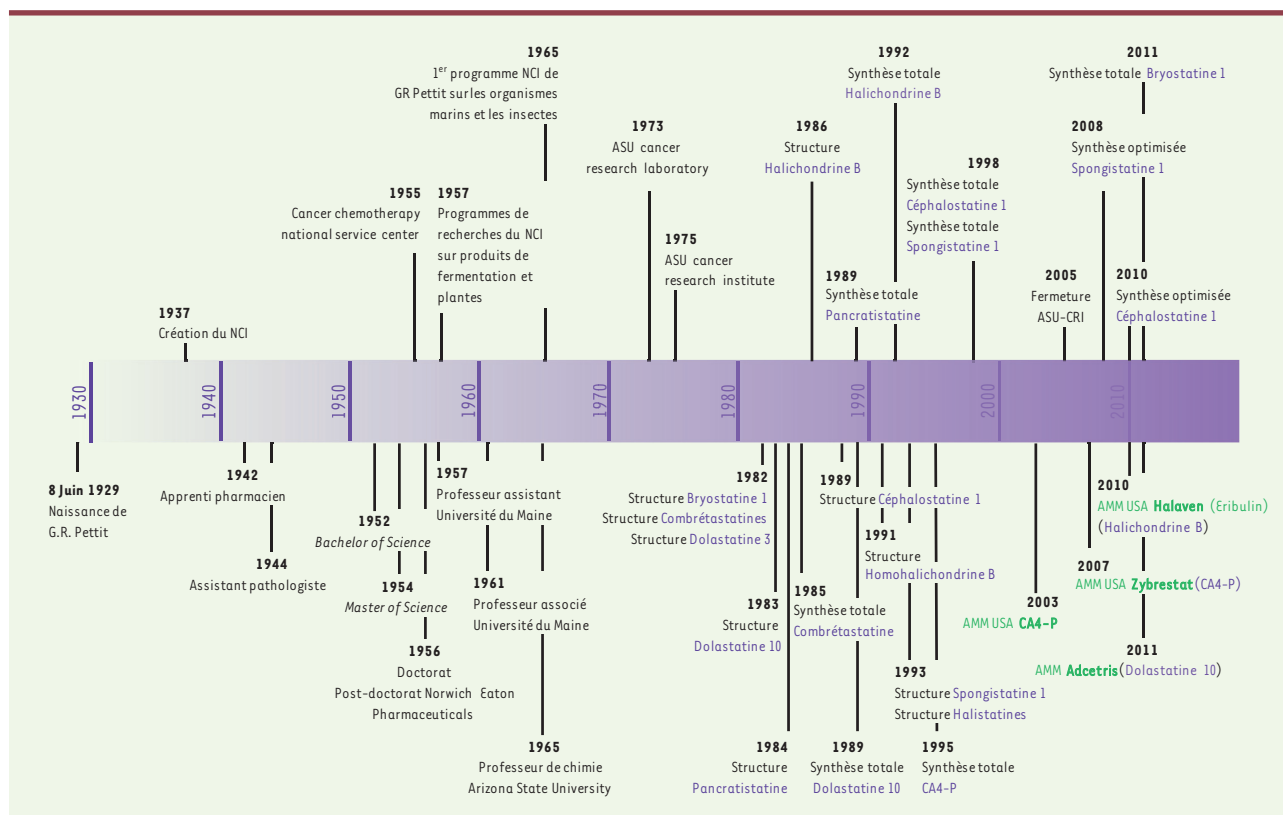 1965
1er programme NCI de
GR Pettit surles organismes
marins et les insectes
1992
Synthèse totale
Halichondrine B
2011
Synthèse totale Bryostatine 1
1973
ASU cancer
research laboratory
1986
Structure
Halichondrine B
2008
Synthèse optimisée
Spongistatine 1
1998
Synthèse totale
Céphalostatine 1
Synthèse totale
Spongistatine 1
1955
Cancer chemotherapy
national service center
1957
Programmes de
recherches du NCI
sur produits de
fermentation et
plantes
1975
ASU cancer
research institute
1989
Synthèse totale
Pancratistatine
2005
Fermeture
ASU-CRI
2010
Synthèse optimisée
Céphalostatine 1
1937
Création du NCI
1930
1940
1950
1960
1970
1980
1990
2000
2010
8 Juin 1929
Naissance de
G.R. Pettit
1942
Apprenti pharmacien
1944
Assistant pathologiste
1952
Bachelor of Science
1954
Master of Science
1956
Doctorat
Post-doctorat Norwich Eaton
Pharmaceuticals
1957
Professeur assistant
Université du Maine
1961
Professeur associé
Université du Maine
1965
Professeur de chimie
Arizona State University
1982
Structure Bryostatine 1
Structure Combrétastatines
Structure Dolastatine 3
1983
Structure
Dolastatine 10
1984
Structure
Pancratistatine
1985
Synthèse totale
Combrétastatine
1989
Structure Céphalostatine 1
1989
Synthèse totale
Dolastatine 10
1991
Structure
Homohalichondrine B
1993
Structure Spongistatine 1
Structure Halistatines
1995
Synthèse totale
CA4-P
2003
AMM USA CA4-P
2007
AMM USA Zybrestat (CA4-P)
2010
AMM USA Halaven (Eribulin)
(Halichondrine B)
2011
AMM Adcetris (Dolastatine 10)